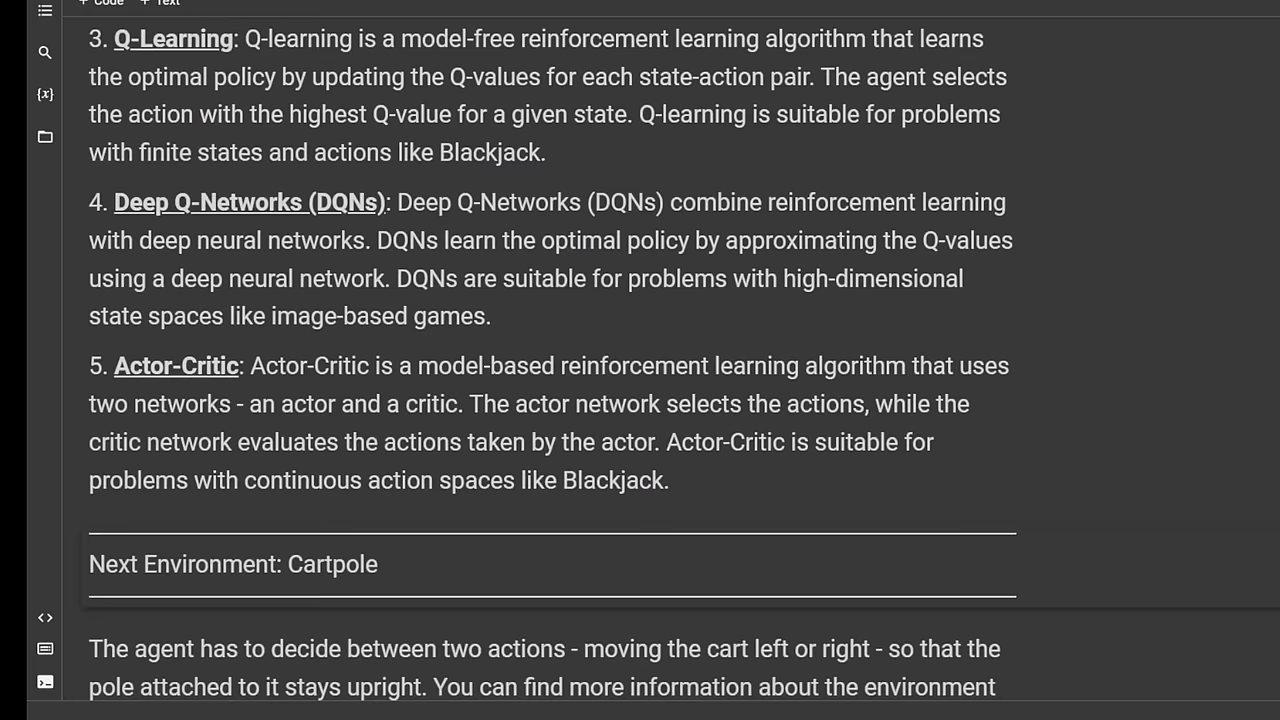 + Code + Text
3. Q-Learning: Q-learning is a model-free reinforcement learning algorithm that learns
the optimal policy by updating the Q-values for each state-action pair. The agent selects
the action with the highest Q-value for a given state. Q-learning is suitable for problems
with finite states and actions like Blackjack.
4. Deep Q-Networks (DQNs): Deep Q-Networks (DQNs) combine reinforcement learning
with deep neural networks. DQNs learn the optimal policy by approximating the Q-values
using a deep neural network. DQNs are suitable for problems with high-dimensional
state spaces like image-based games.
5. Actor-Critic: Actor-Critic is a model-based reinforcement learning algorithm that uses
two networks - an actor and a critic. The actor network selects the actions, while the
critic network evaluates the actions taken by the actor. Actor-Critic is suitable for
problems with continuous action spaces like Blackjack.
Next Environment: Cartpole
The agent has to decide between two actions - moving the cart left or right - so that the
pole attached to it stays upright. You can find more information about the environment